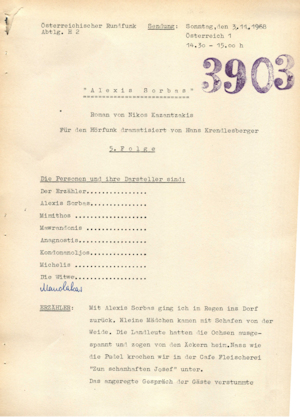 Österreichischer Rundfunk Sendung: Sonntag, den 3.11.1968
Abtlg. H 2 Österreich 1
14.30 - 15.00 h
3903
"Alexis Sorbas"
Roman von Nikos Kazantzakis
Für den Hörfunk dramatisiert von Hans Krendlesberger
5. Folge
Die Personen und ihre Darsteller sind:
Der Erzähler...............
Alexis Sorbas..............
Mimithos ..................
Mawrandonis ...............
Anagnostis.................
Kondomanoljos..............
Michelis ..................
Die Witwe..................
Manolakas
ERZÄHLER: Mit Alexis Sorbas ging ich in Regen ins Dorf
zurück. Kleine Mädchen kamen mit Schafen von der
Weide. Die Landleute hatten die Ochsen ausge-
spannt und zogen von den Äckern heim. Nass wie
die Pudel krochen wir in der Cafe Fleischerei
"Zum schamhaften Josef" unter.
Das angeregte Gespräch der Gäste verstummte